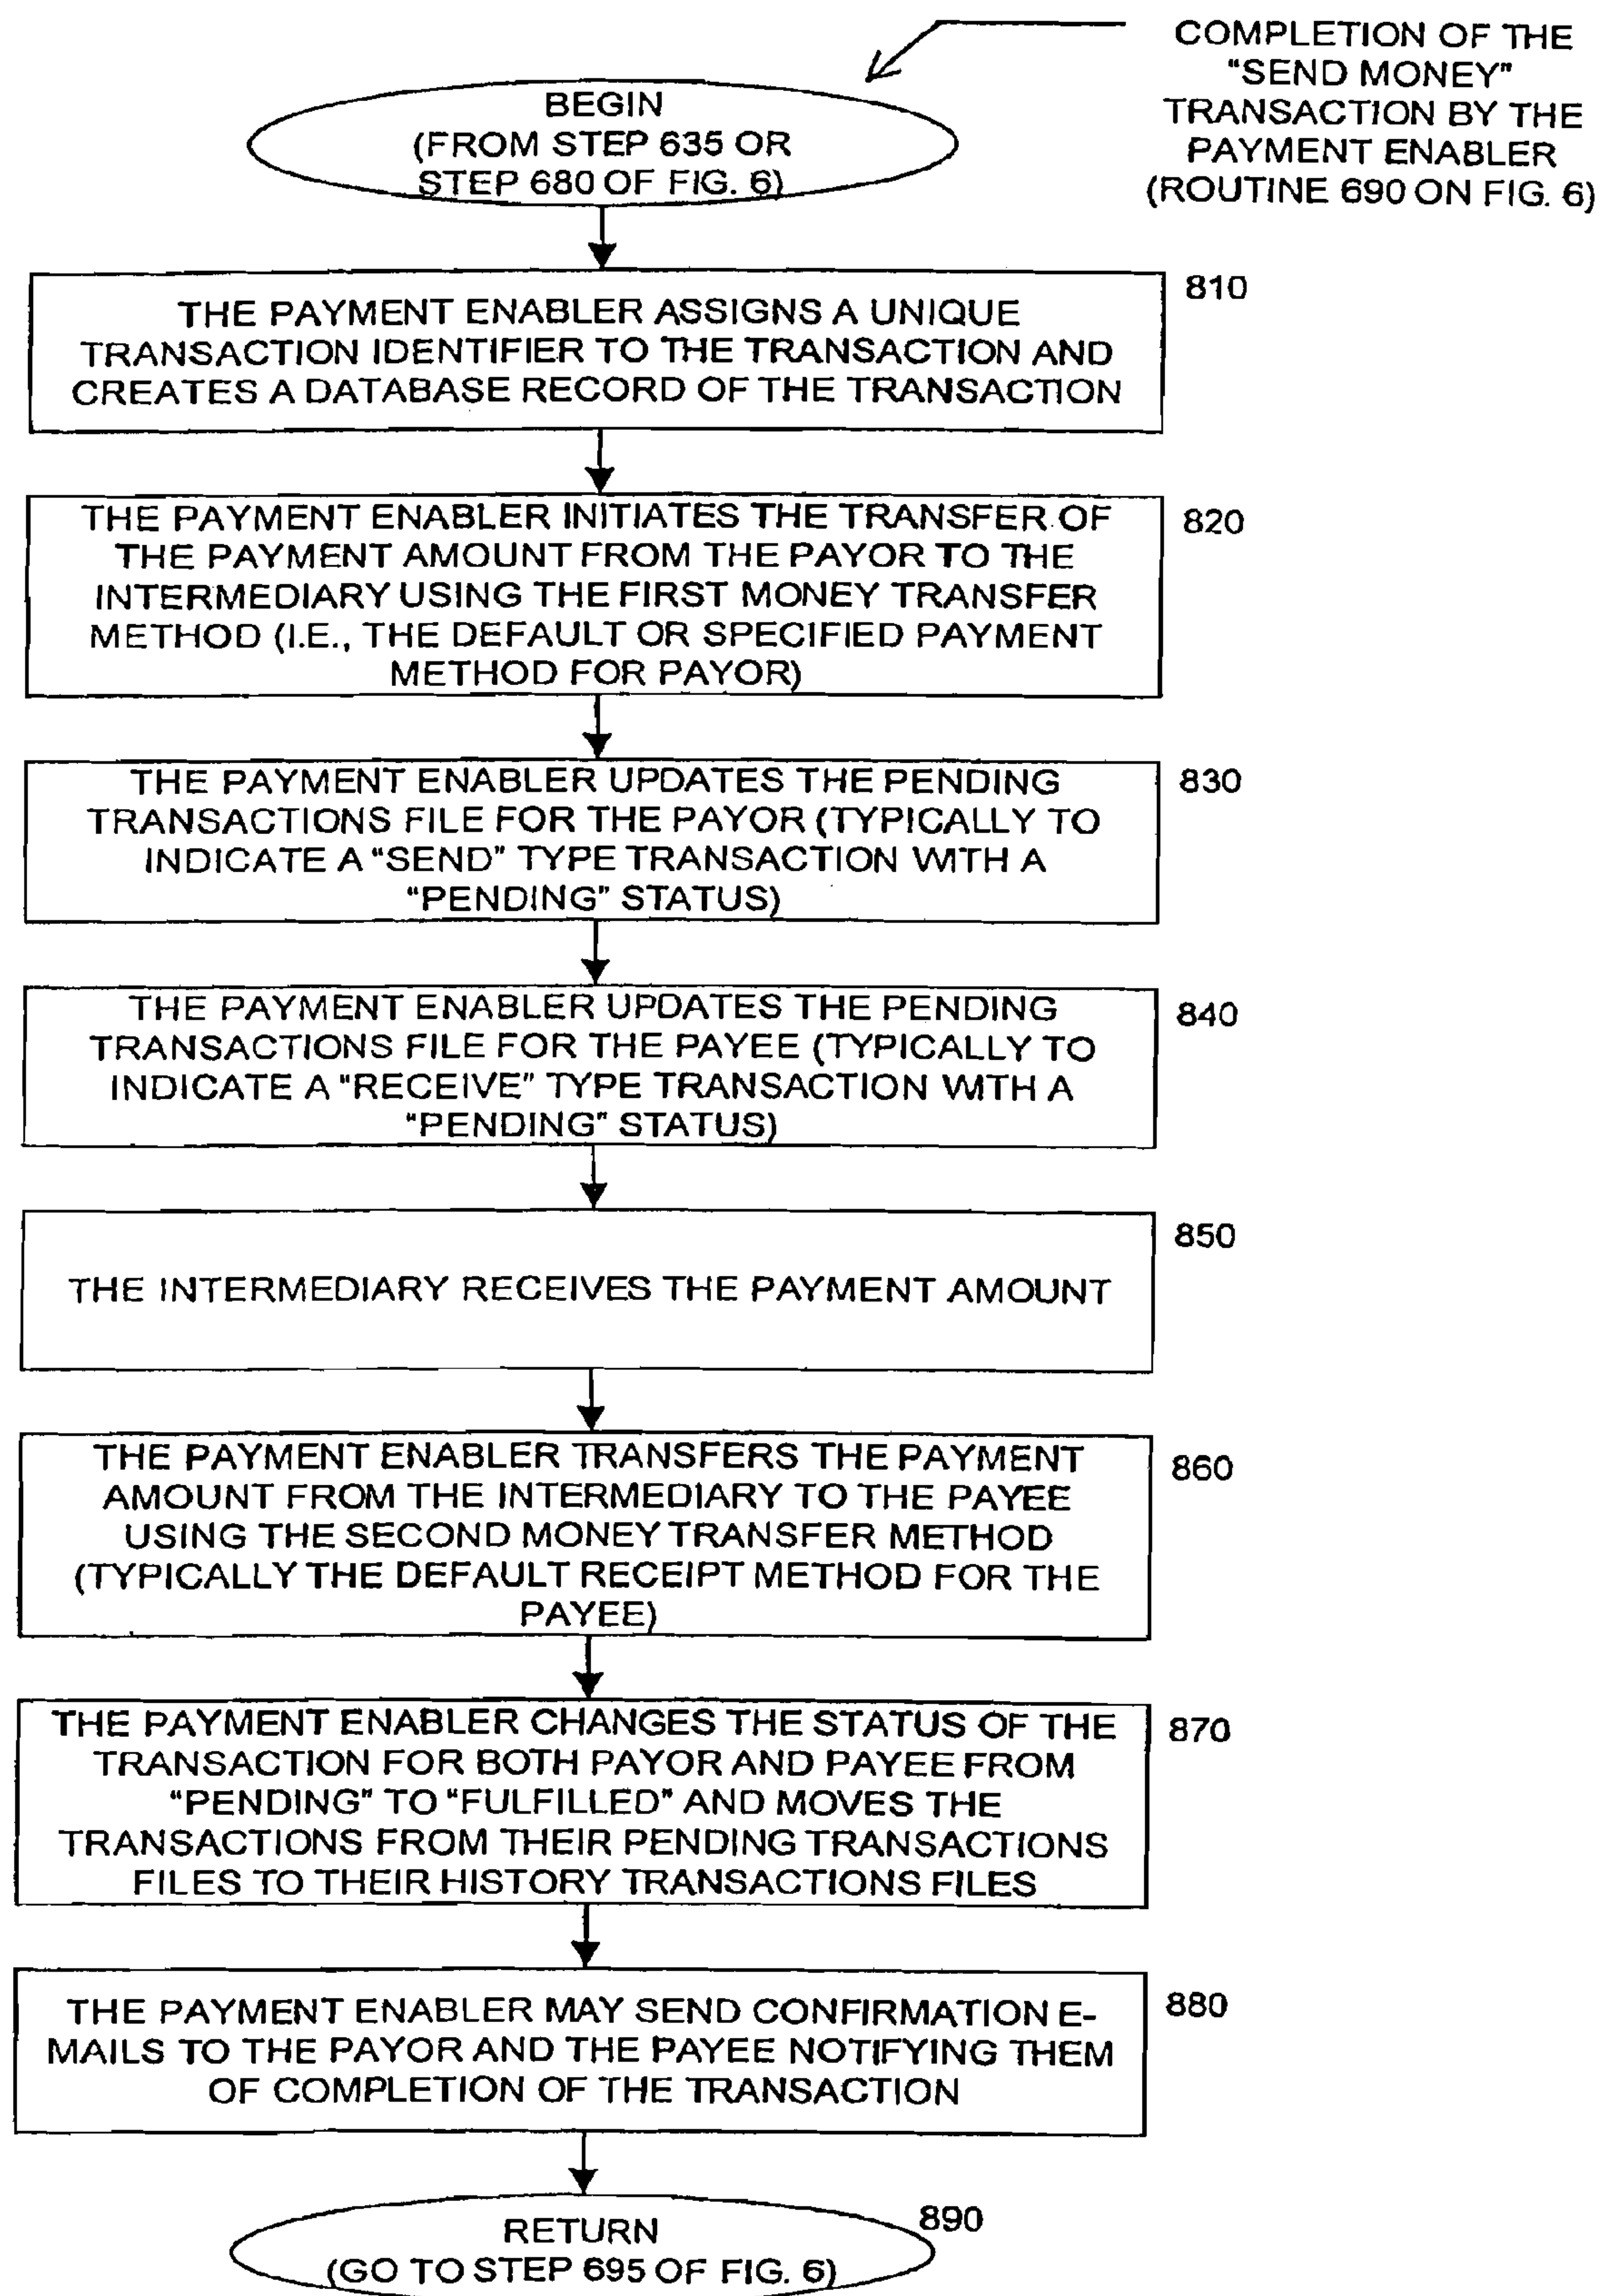 COMPLETION OF THE
"SEND MONEY"
TRANSACTION BY THE
PAYMENT ENABLER
(ROUTINE 690 ON FIG. 6)
BEGIN
(FROM STEP 635 OR
STEP 680 OF FIG. 6)
810
THE PAYMENT ENABLER ASSIGNS A UNIQUE
TRANSACTION IDENTIFIER TO THE TRANSACTION AND
CREATES A DATABASE RECORD OF THE TRANSACTION
820
THE PAYMENT ENABLER INITIATES THE TRANSFER OF
THE PAYMENT AMOUNT FROM THE PAYOR TO THE
INTERMEDIARY USING THE FIRST MONEY TRANSFER
METHOD (I.E., THE DEFAULT OR SPECIFIED PAYMENT
METHOD FOR PAYOR)
830
THE PAYMENT ENABLER UPDATES THE PENDING
TRANSACTIONS FILE FOR THE PAYOR (TYPICALLY TO
INDICATE A "SEND" TYPE TRANSACTION WITH A
"PENDING" STATUS)
840
THE PAYMENT ENABLER UPDATES THE PENDING
TRANSACTIONS FILE FOR THE PAYEE (TYPICALLY TO
INDICATE A "RECEIVE" TYPE TRANSACTION WITH A
"PENDING" STATUS)
850
THE INTERMEDIARY RECEIVES THE PAYMENT AMOUNT
860
THE PAYMENT ENABLER TRANSFERS THE PAYMENT
AMOUNT FROM THE INTERMEDIARY TO THE PAYEE
USING THE SECOND MONEY TRANSFER METHOD
(TYPICALLY THE DEFAULT RECEIPT METHOD FOR THE
PAYEE)
870
THE PAYMENT ENABLER CHANGES THE STATUS OF THE
TRANSACTION FOR BOTH PAYOR AND PAYEE FROM
"PENDING" TO "FULFILLED" AND MOVES THE
TRANSACTIONS FROM THEIR PENDING TRANSACTIONS
FILES TO THEIR HISTORY TRANSACTIONS FILES
880
THE PAYMENT ENABLER MAY SEND CONFIRMATION E-
MAILS TO THE PAYOR AND THE PAYEE NOTIFYING THEM
OF COMPLETION OF THE TRANSACTION
890
RETURN
(GO TO STEP 695 OF FIG. 6)